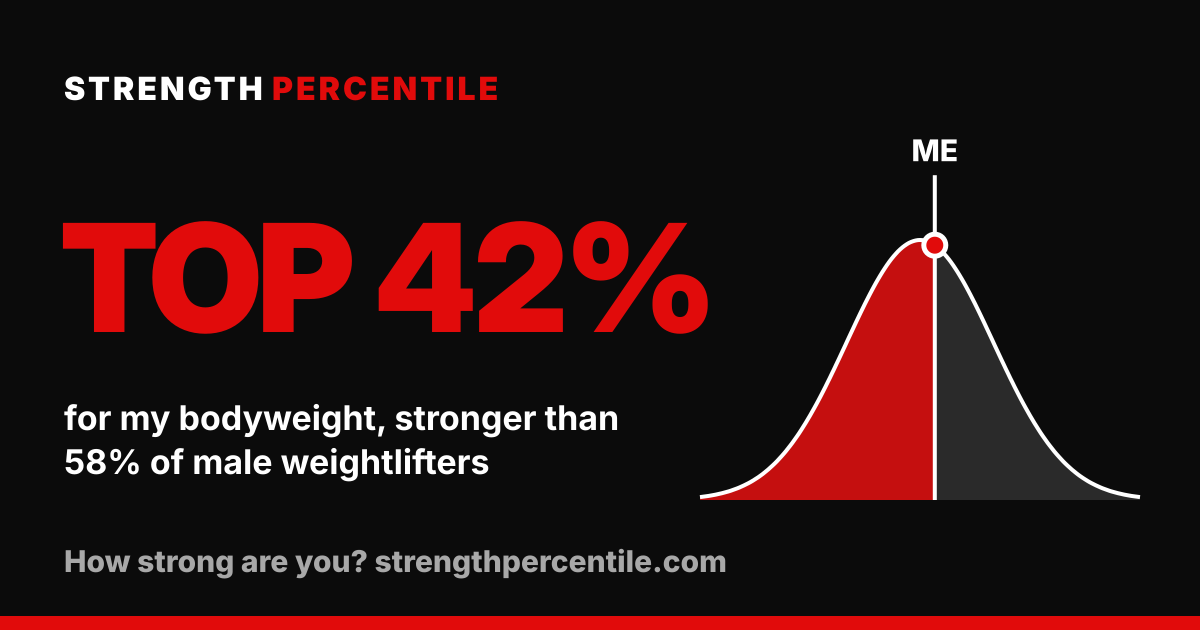 STRENGTH PERCENTILE
ME
TOP 42%
for my bodyweight, stronger than
58% of male weightlifters
How strong are you? strengthpercentile.com